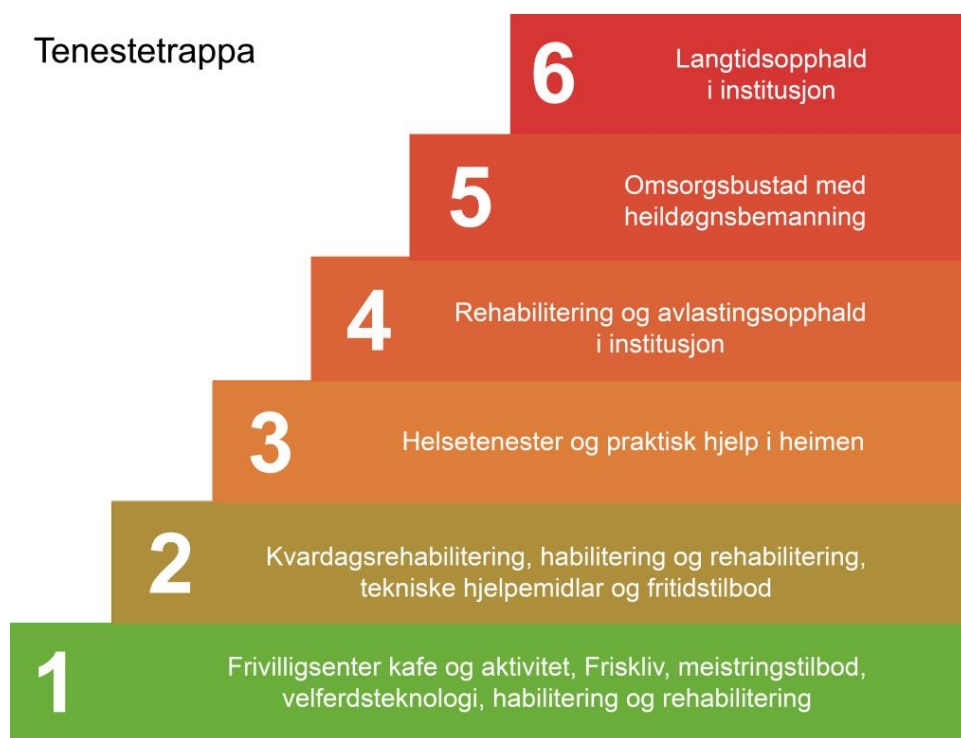 Tenestetrappa
6
Langtidsopphald
i institusjon
5
Omsorgsbustad med
heildøgnsbemanning
4
Rehabilitering og avlastingsopphald
i institusjon
3
Helsetenester og praktisk hjelp i heimen
2
Kvardagsrehabilitering, habilitering og rehabilitering,
tekniske hjelpemidlar og fritidstilbod
1
Frivilligsenter kafe og aktivitet, Friskliv, meistringstilbod,
velferdsteknologi, habilitering og rehabilitering